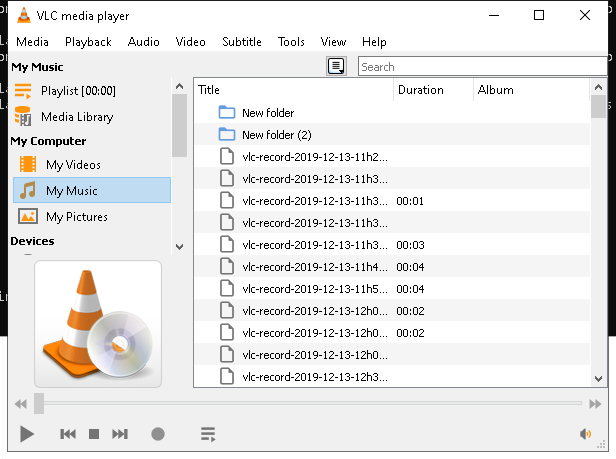 VLC media player
Media Playback Audio Video Subtitle Tools View Help
My Music
Search
Playlist [00:00]
Media Library
My Computer
My Videos
My Music
My Pictures
Devices
Title Duration Album
New folder
New folder (2)
vlc-record-2019-12-13-11h2...
vlc-record-2019-12-13-11h3...
vlc-record-2019-12-13-11h3... 00:01
vlc-record-2019-12-13-11h3...
vlc-record-2019-12-13-11h3... 00:03
vlc-record-2019-12-13-11h4... 00:04
vlc-record-2019-12-13-11h5... 00:04
vlc-record-2019-12-13-12h0... 00:02
vlc-record-2019-12-13-12h0... 00:02
vlc-record-2019-12-13-12h0...
vlc-record-2019-12-13-12h3...